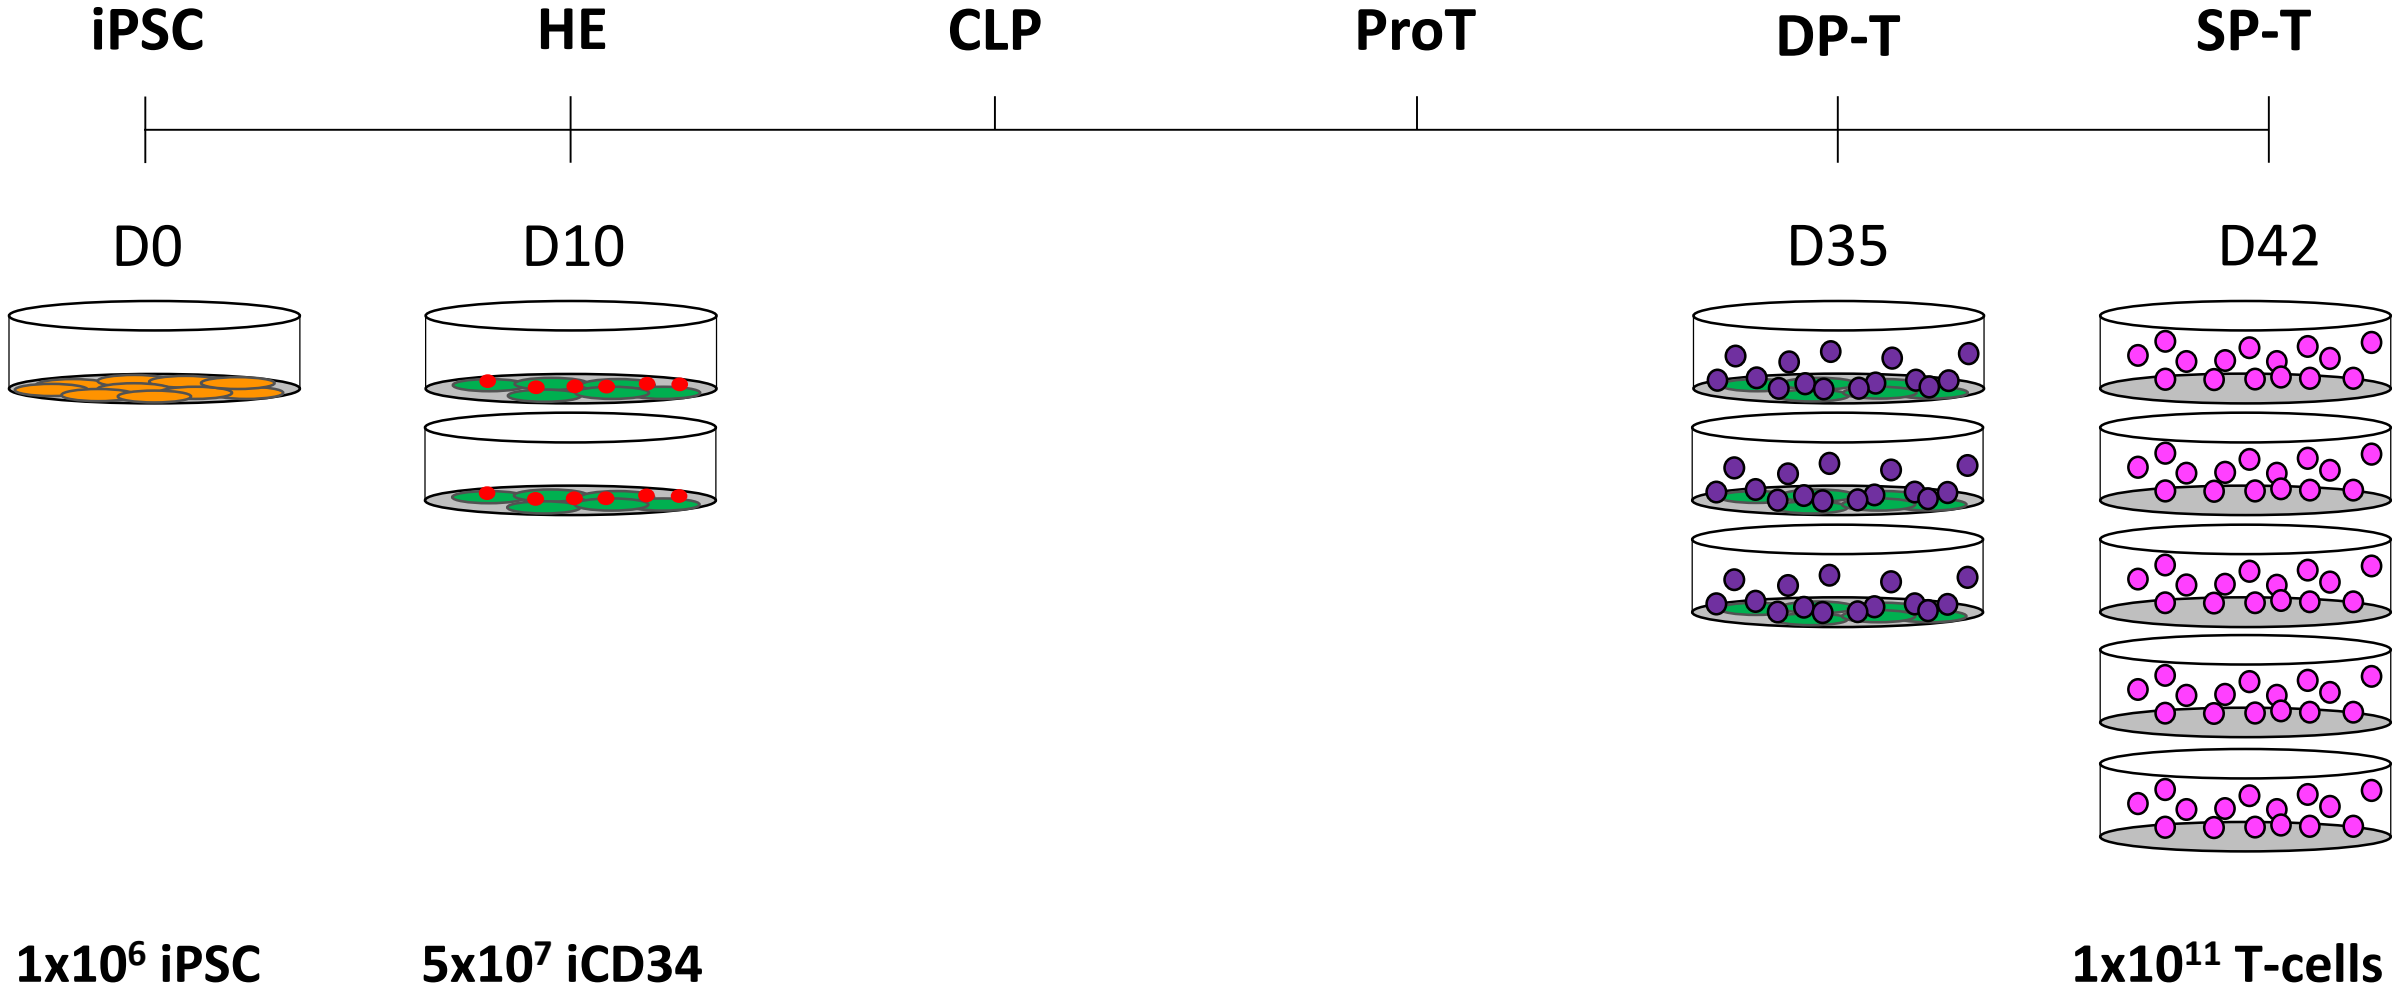 iPSC HE CLP ProT DP-T SP-T
D0 D10 D35 D42
1x10⁶ iPSC 5x10⁷ iCD34 1x10¹¹ T-cells